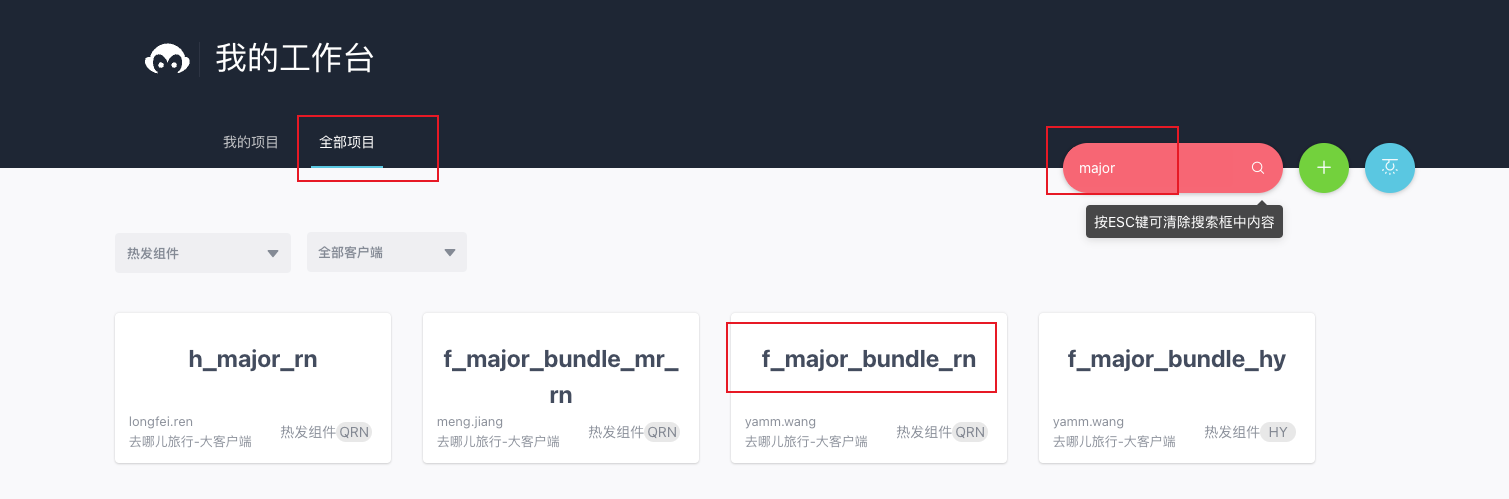 我的工作台
我的项目
全部项目
major
按ESC键可清除搜索框中内容
热发组件
全部客户端
h_major_rn
longfei.ren
去哪儿旅行-大客户端
热发组件 QRN
f_major_bundle_mr_
rn
meng.jiang
去哪儿旅行-大客户端
热发组件 QRN
f_major_bundle_rn
yamm.wang
去哪儿旅行-大客户端
热发组件 QRN
f_major_bundle_hy
yamm.wang
去哪儿旅行-大客户端
热发组件 HY